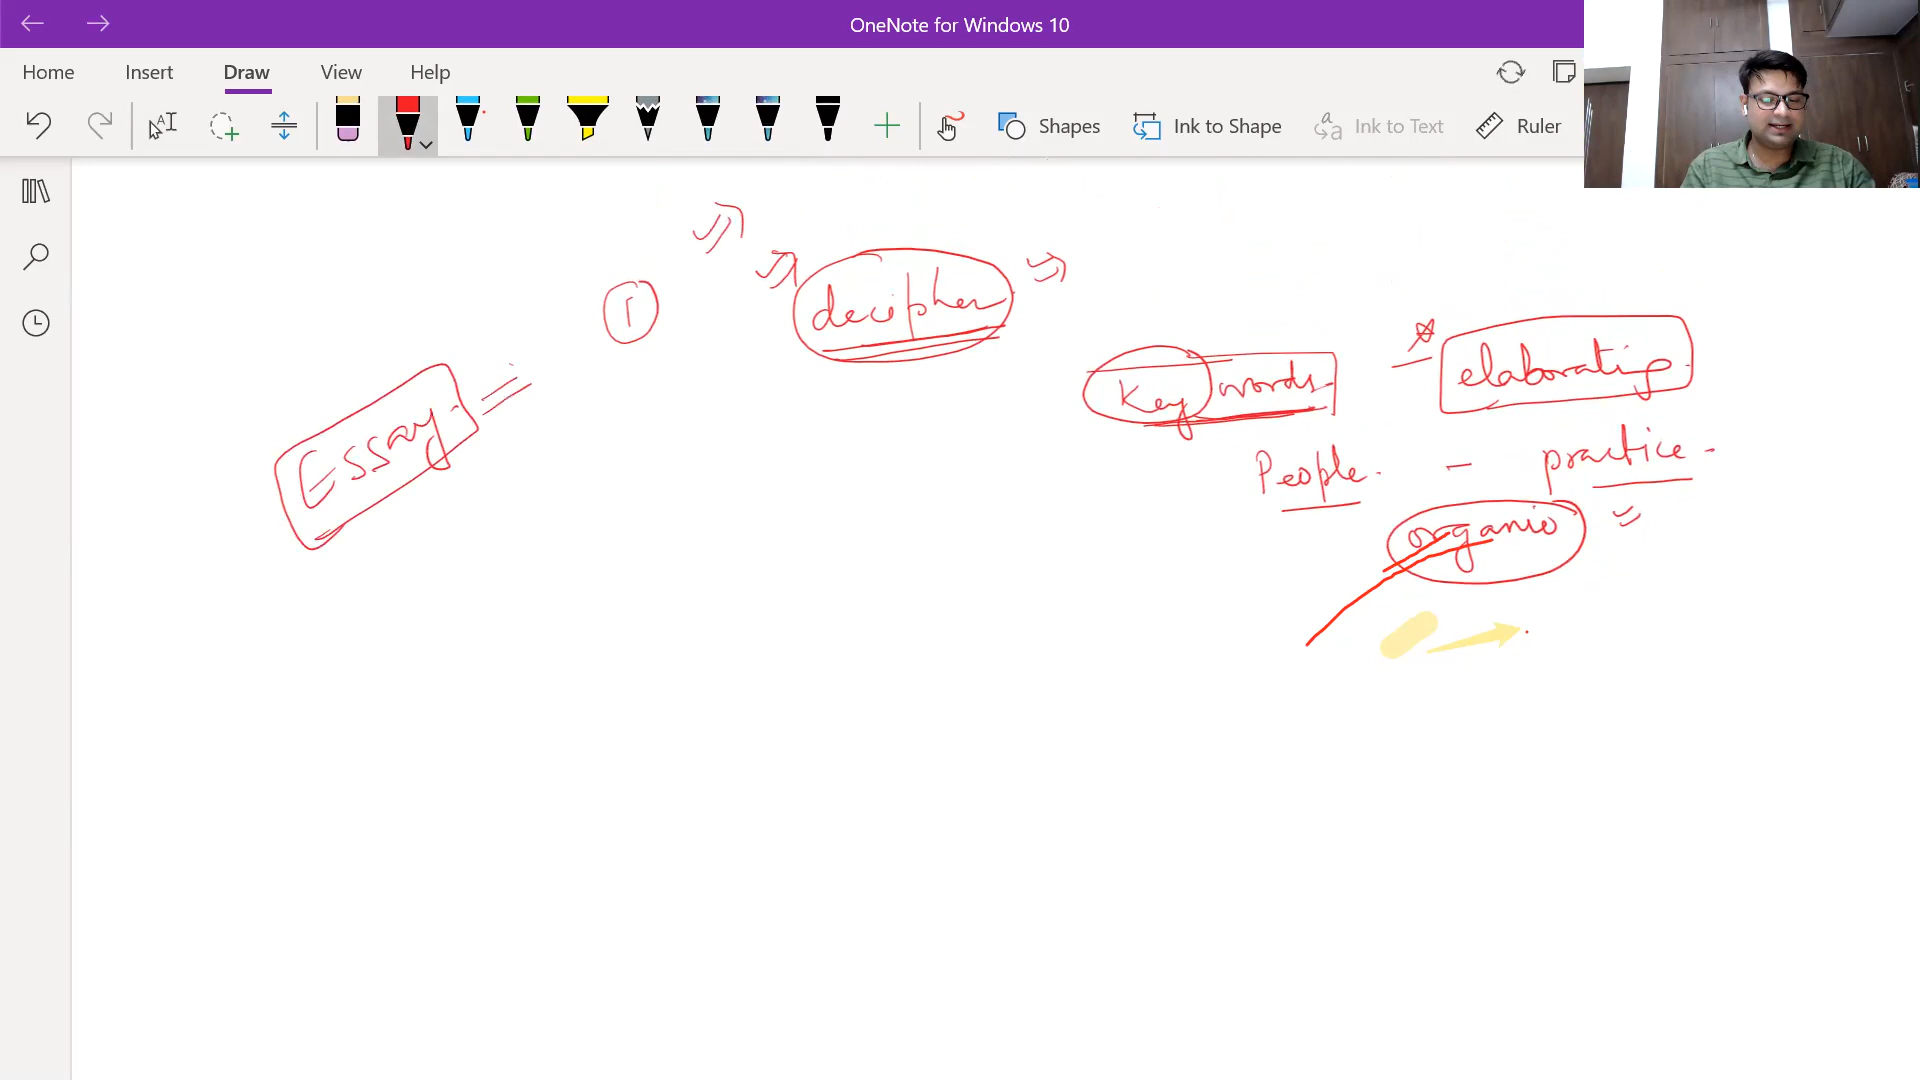 OneNote for Windows 10
Home Insert Draw View Help
Shapes Ink to Shape Ink to Text Ruler
1 decipher
Essay
Key words elaborating
People. - practice -
organic